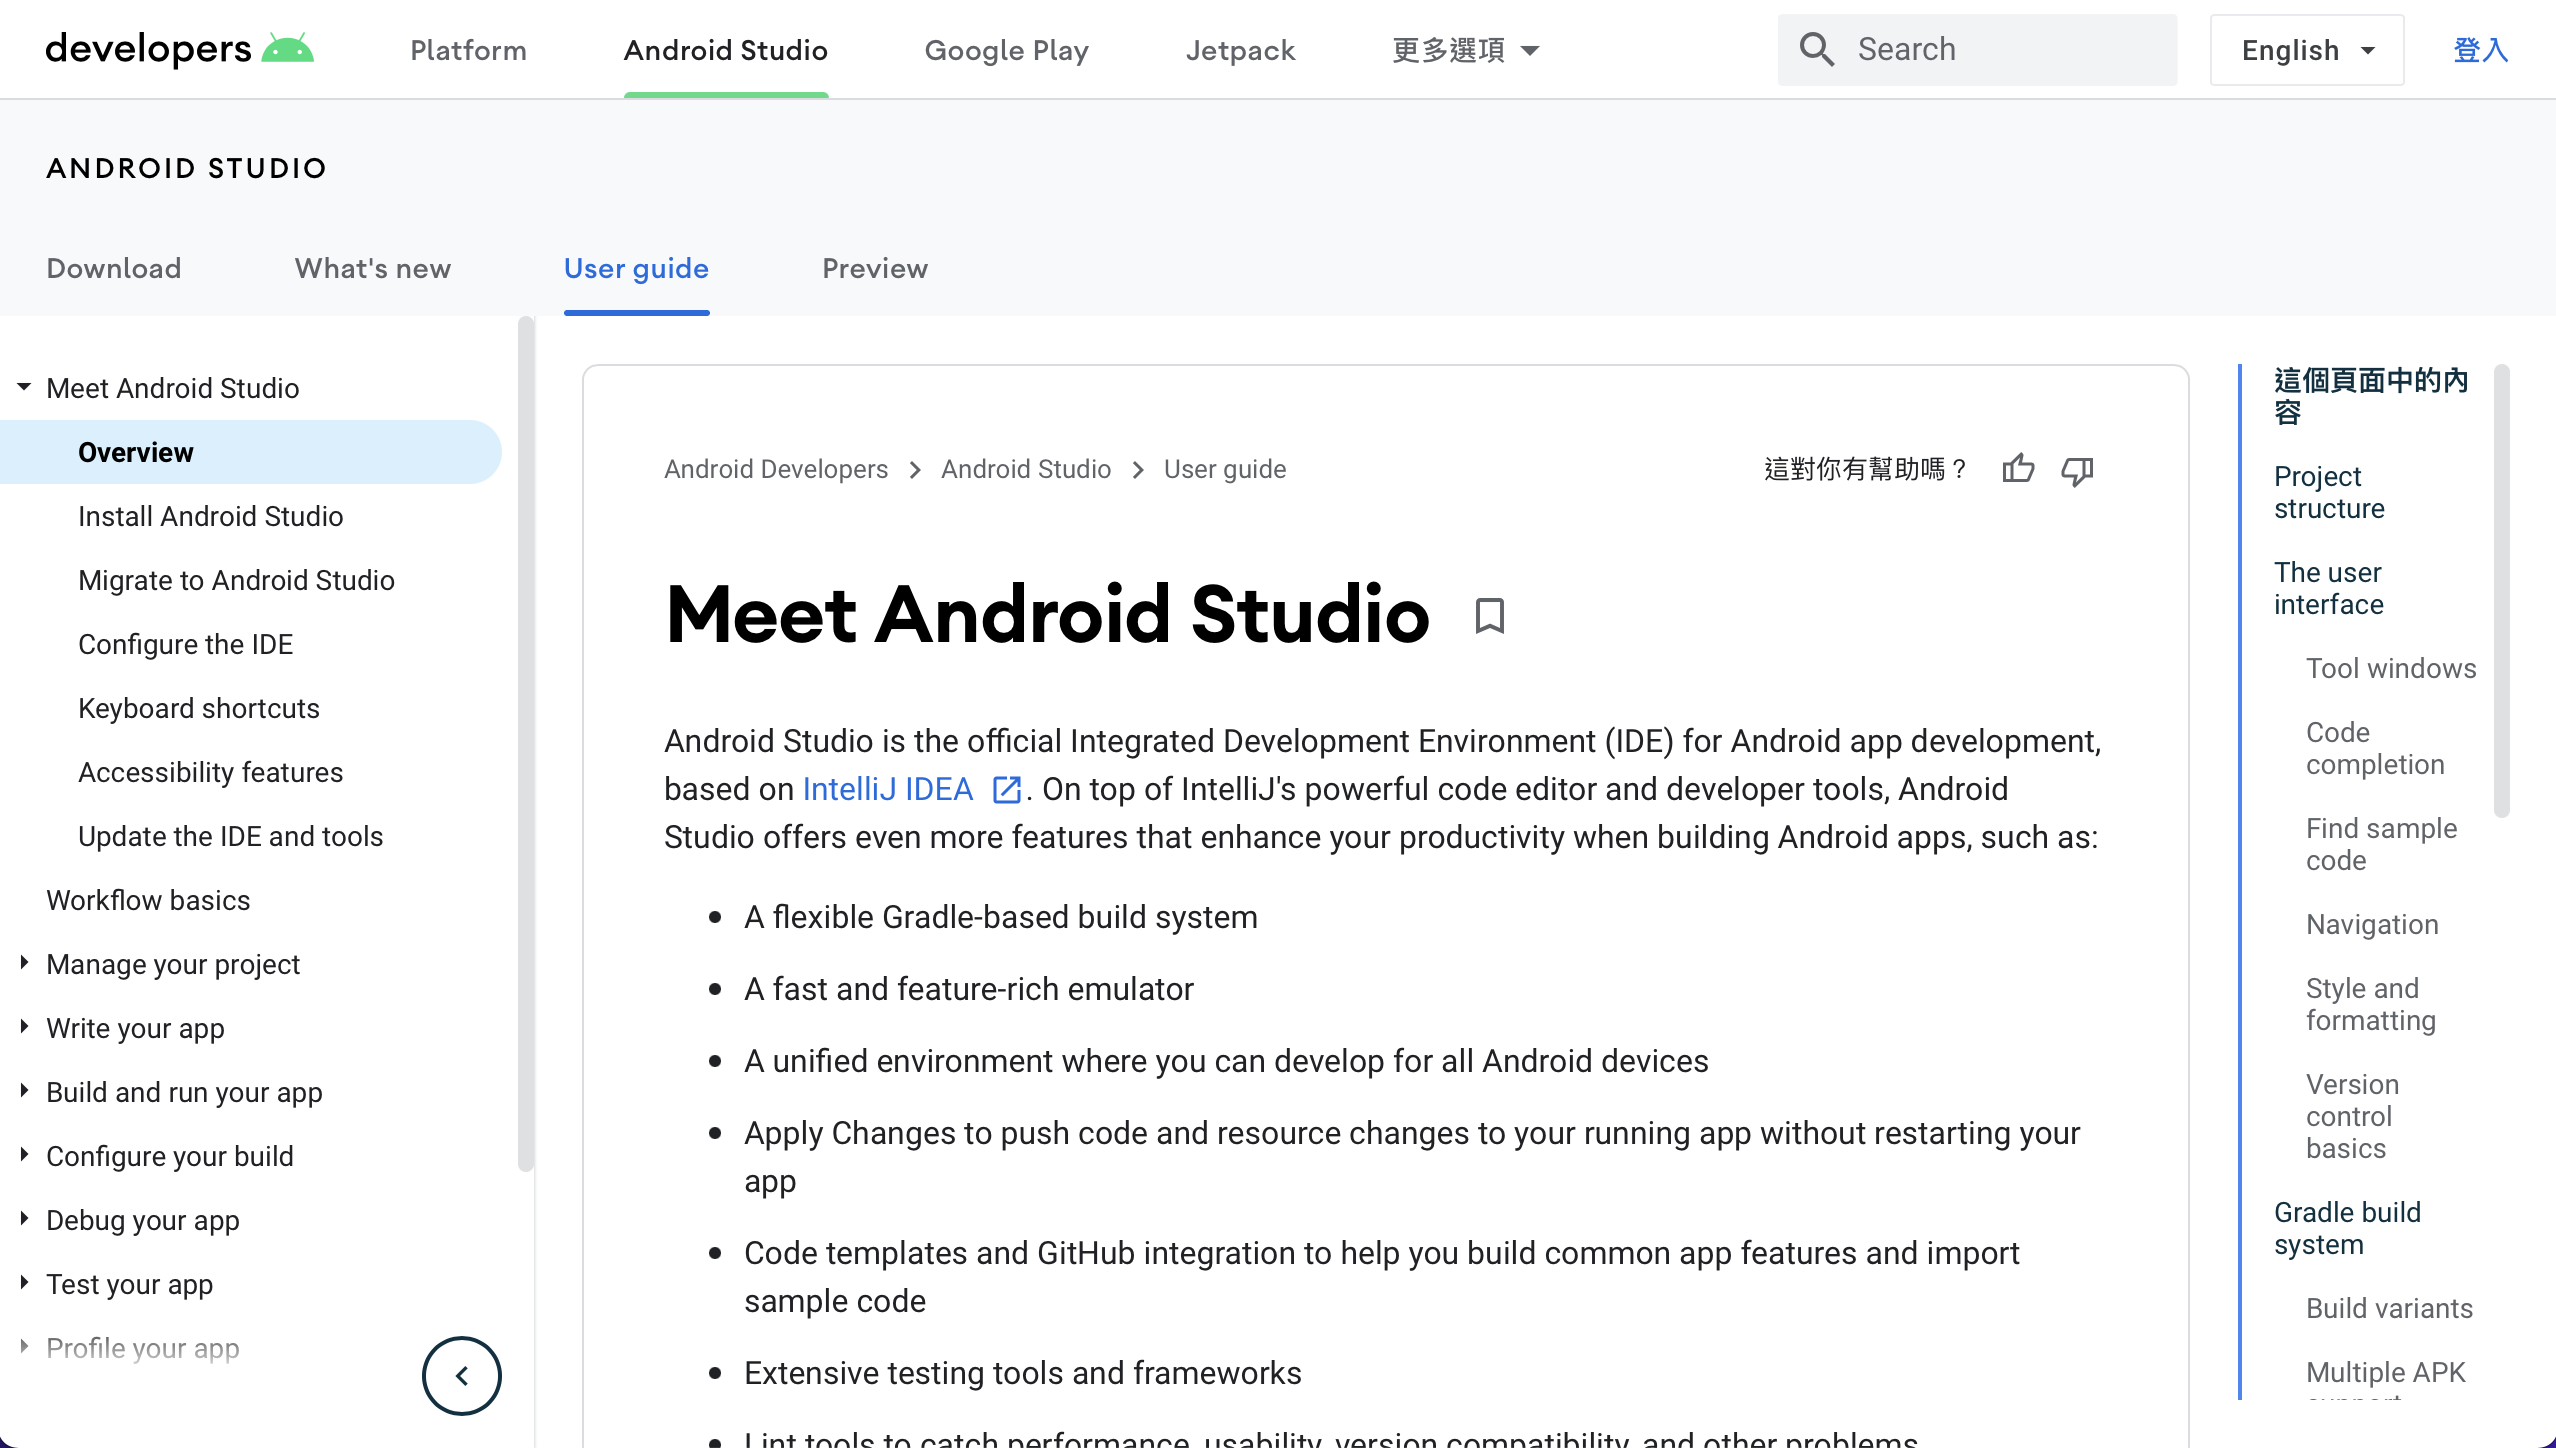 developers
Platform
Android Studio
Google Play
Jetpack
更多選項
Search
English
登入
ANDROID STUDIO
Download
What's new
User guide
Preview
Meet Android Studio
Overview
Install Android Studio
Migrate to Android Studio
Configure the IDE
Keyboard shortcuts
Accessibility features
Update the IDE and tools
Workflow basics
Manage your project
Write your app
Build and run your app
Configure your build
Debug your app
Test your app
Profile your app
Android Developers > Android Studio > User guide
這對你有幫助嗎？
Meet Android Studio
Android Studio is the official Integrated Development Environment (IDE) for Android app development,
based on IntelliJ IDEA . On top of IntelliJ's powerful code editor and developer tools, Android
Studio offers even more features that enhance your productivity when building Android apps, such as:
• A flexible Gradle-based build system
• A fast and feature-rich emulator
• A unified environment where you can develop for all Android devices
• Apply Changes to push code and resource changes to your running app without restarting your
app
• Code templates and GitHub integration to help you build common app features and import
sample code
• Extensive testing tools and frameworks
• Lint tools to catch performance, usability, version compatibility, and other problems
這個頁面中的內
容
Project
structure
The user
interface
Tool windows
Code
completion
Find sample
code
Navigation
Style and
formatting
Version
control
basics
Gradle build
system
Build variants
Multiple APK